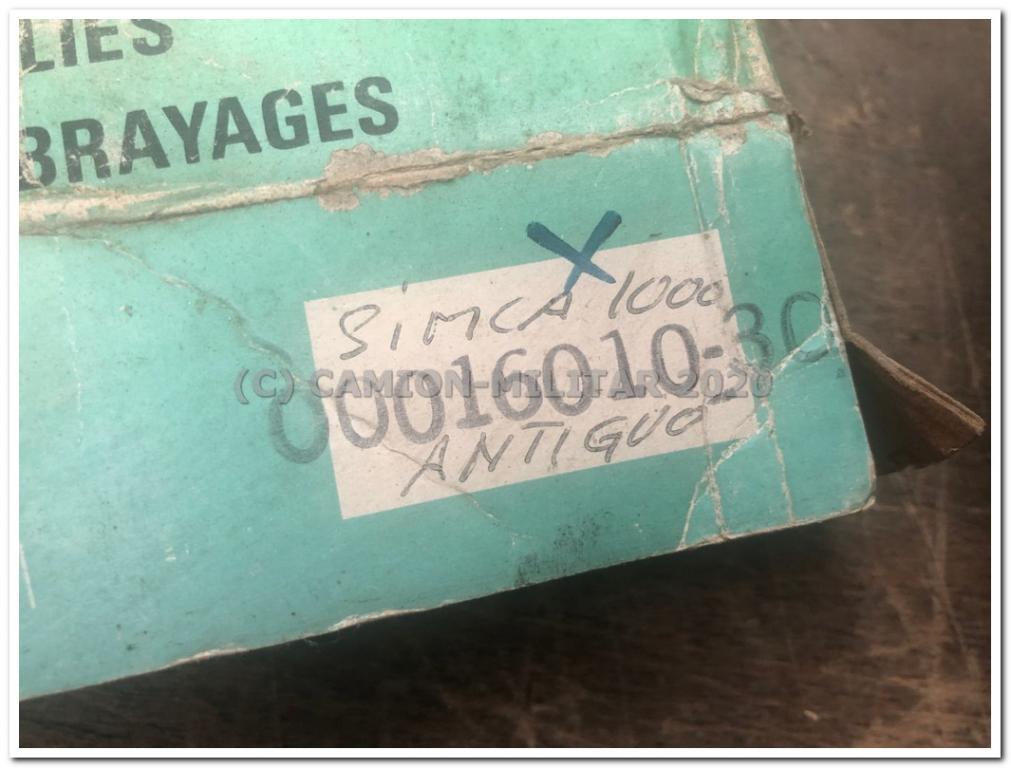 LIES
BRAYAGES
SiMCA 1000
00016010-30
(C) CAMION-MILITAR 2020
ANTIGUO